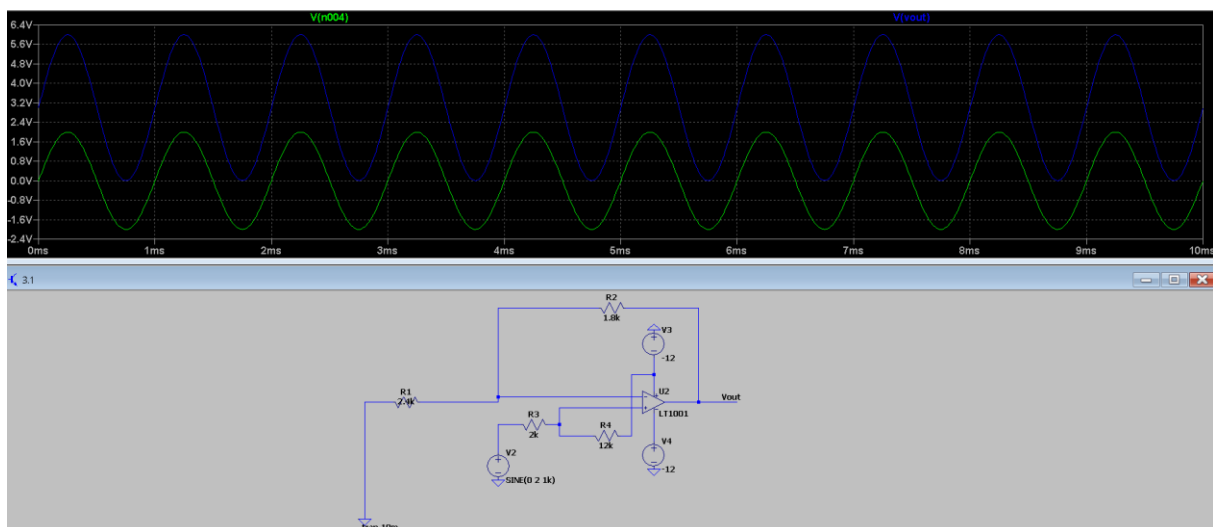 V(n004) V(vout)
6.4V
5.6V
4.8V
4.0V
3.2V
2.4V
1.6V
0.8V
0.0V
-0.8V
-1.6V
-2.4V
0ms 1ms 2ms 3ms 4ms 5ms 6ms 7ms 8ms 9ms 10ms
3.1
R2
1.8k
V3
-12
R1
U2
Vout
LT1001
R3
2k
R4
12k
V2
V4
-12
SINE(0 2 1k)